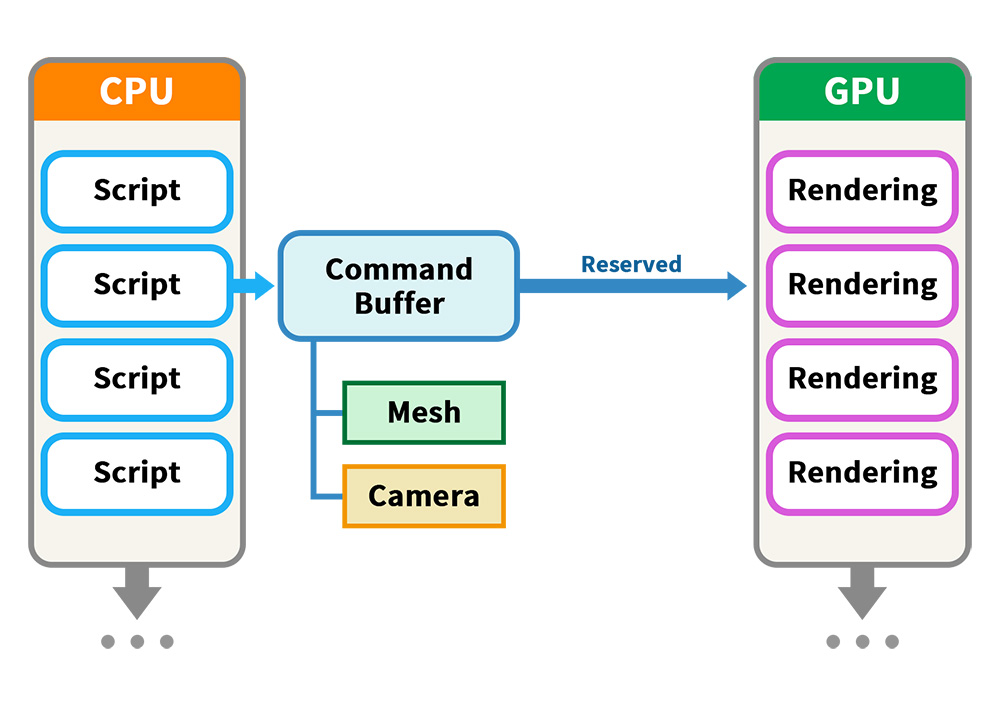 CPU
Script
Script
Script
Script
Command
Buffer
Mesh
Camera
Reserved
GPU
Rendering
Rendering
Rendering
Rendering